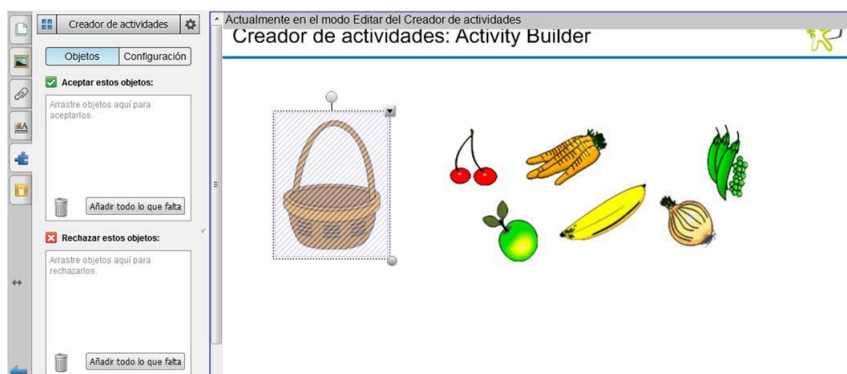 Actualmente en el modo Editar del Creador de actividades
Creador de actividades
Creador de actividades: Activity Builder
Objetos
Configuración
Aceptar estos objetos:
Arrastre objetos aquí para
aceptarlos.
Añadir todo lo que falta
Rechazar estos objetos:
Arrastre objetos aquí para
rechazarlos.
Añadir todo lo que falta